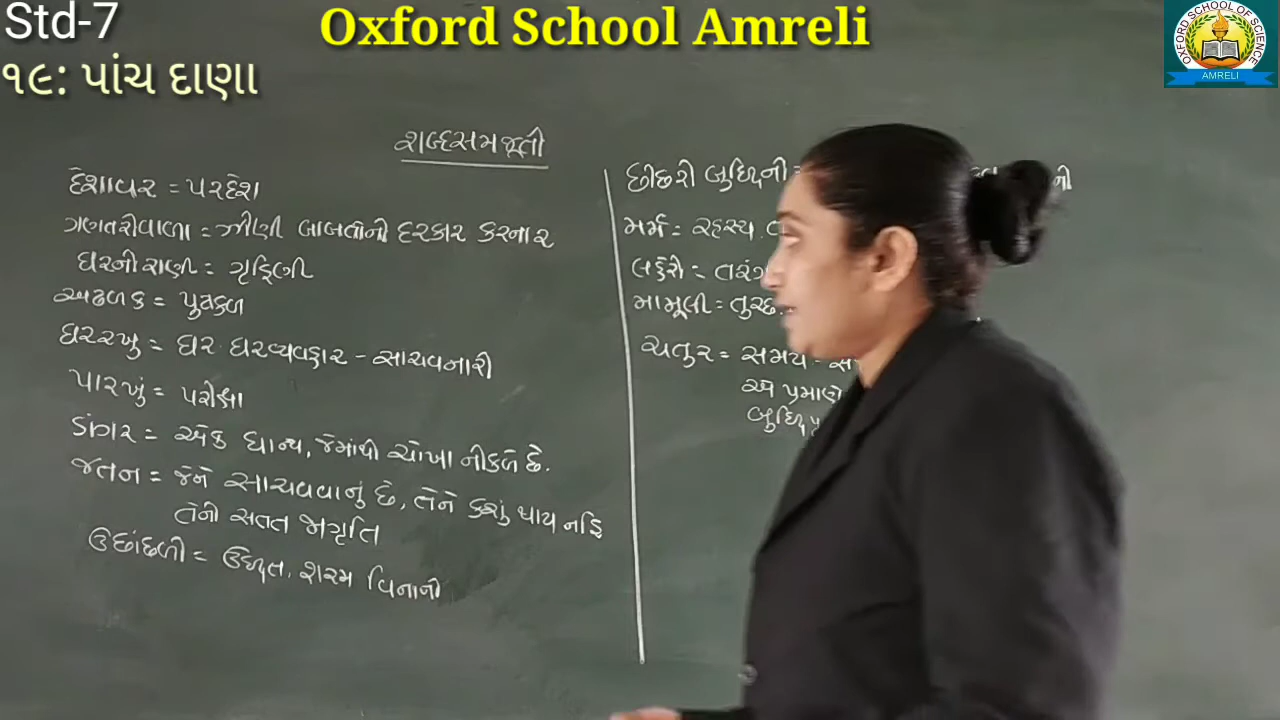 Std-7
Oxford School Amreli
OXFORD SCHOOL OF SCIENCE
AMRELI
૧૯: પાંચ દાણા
શબ્દસમજૂતી
દેશાવર = પરદેશ
ગણતરીવાળા = ઝીણી બાબતોની દરકાર કરનાર
ઘરની રાણી = ગૃહિણી
અઢળક = પુષ્કળ
ઘરરખુ = ઘર ઘરવ્યવહાર - સાચવનારી
પારખું = પરીક્ષા
ડાંગર = એક ધાન્ય, જેમાંથી ચોખા નીકળે છે.
જતન = જેને સાચવવાનું છે, તેને કશું થાય નહિ
તેની સતત જાગૃતિ
ઉછાંછળી = ઉદ્ધત, શરમ વિનાની
છીછરી બુદ્ધિની
મર્મ = રહસ્ય
લહેરો =
મામૂલી = તુચ્છ
ચતુર = સમય -
એ પ્રમાણે